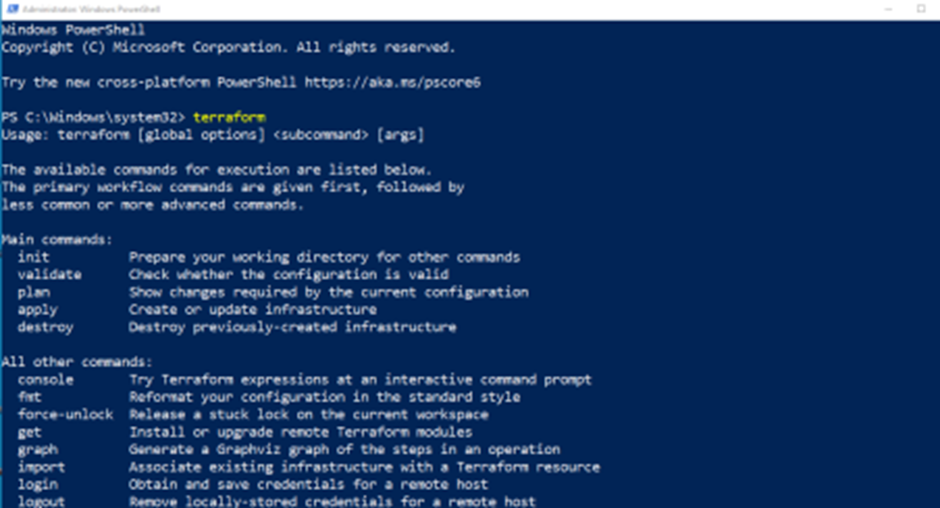 Administrator: Windows PowerShell
Windows PowerShell
Copyright (C) Microsoft Corporation. All rights reserved.
Try the new cross-platform PowerShell https://aka.ms/pscore6
PS C:\Windows\system32> terraform
Usage: terraform [global options] <subcommand> [args]
The available commands for execution are listed below.
The primary workflow commands are given first, followed by
less common or more advanced commands.
Main commands:
init Prepare your working directory for other commands
validate Check whether the configuration is valid
plan Show changes required by the current configuration
apply Create or update infrastructure
destroy Destroy previously-created infrastructure
All other commands:
console Try Terraform expressions at an interactive command prompt
fmt Reformat your configuration in the standard style
force-unlock Release a stuck lock on the current workspace
get Install or upgrade remote Terraform modules
graph Generate a Graphviz graph of the steps in an operation
import Associate existing infrastructure with a Terraform resource
login Obtain and save credentials for a remote host
logout Remove locally-stored credentials for a remote host